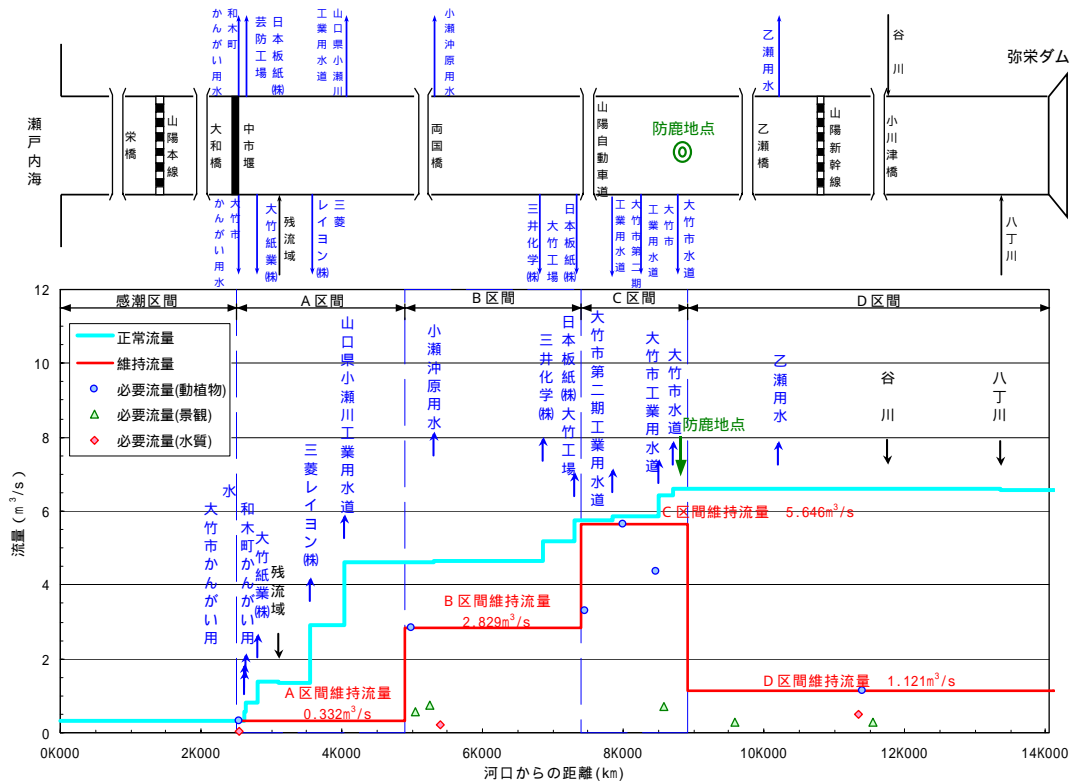 和木町
かんがい用水
日本板紙(株)
芸防工場
山口県小瀬川
工業用水道
小瀬沖原用水
乙瀬用水
谷川
弥栄ダム
瀬戸内海
栄橋
山陽本線
大和橋
中市堰
両国橋
山陽自動車道
防鹿地点
乙瀬橋
山陽新幹線
小川津橋
大竹市
かんがい用水
大竹紙業(株)
残流域
三菱
レイヨン(株)
三井化学(株)
日本板紙(株)
大竹工場
大竹市第二期
工業用水道
大竹市
工業用水道
大竹市水道
八丁川
感潮区間
A区間
B区間
C区間
D区間
正常流量
維持流量
必要流量(動植物)
必要流量(景観)
必要流量(水質)
大竹市かんがい用
水
和木町かんがい用
大竹紙業(株)
残流域
三菱レイヨン(株)
山口県小瀬川工業用水道
小瀬沖原用水
三井化学(株)
日本板紙(株)大竹工場
大竹市第二期工業用水道
大竹市工業用水道
大竹市水道
防鹿地点
乙瀬用水
谷川
八丁川
A区間維持流量
0.332m³/s
B区間維持流量
2.829m³/s
C区間維持流量 5.646m³/s
D区間維持流量 1.121m³/s
流量(m³/s)
12
10
8
6
4
2
0
0K000
2K000
4K000
6K000
8K000
10K000
12K000
14K000
河口からの距離(km)